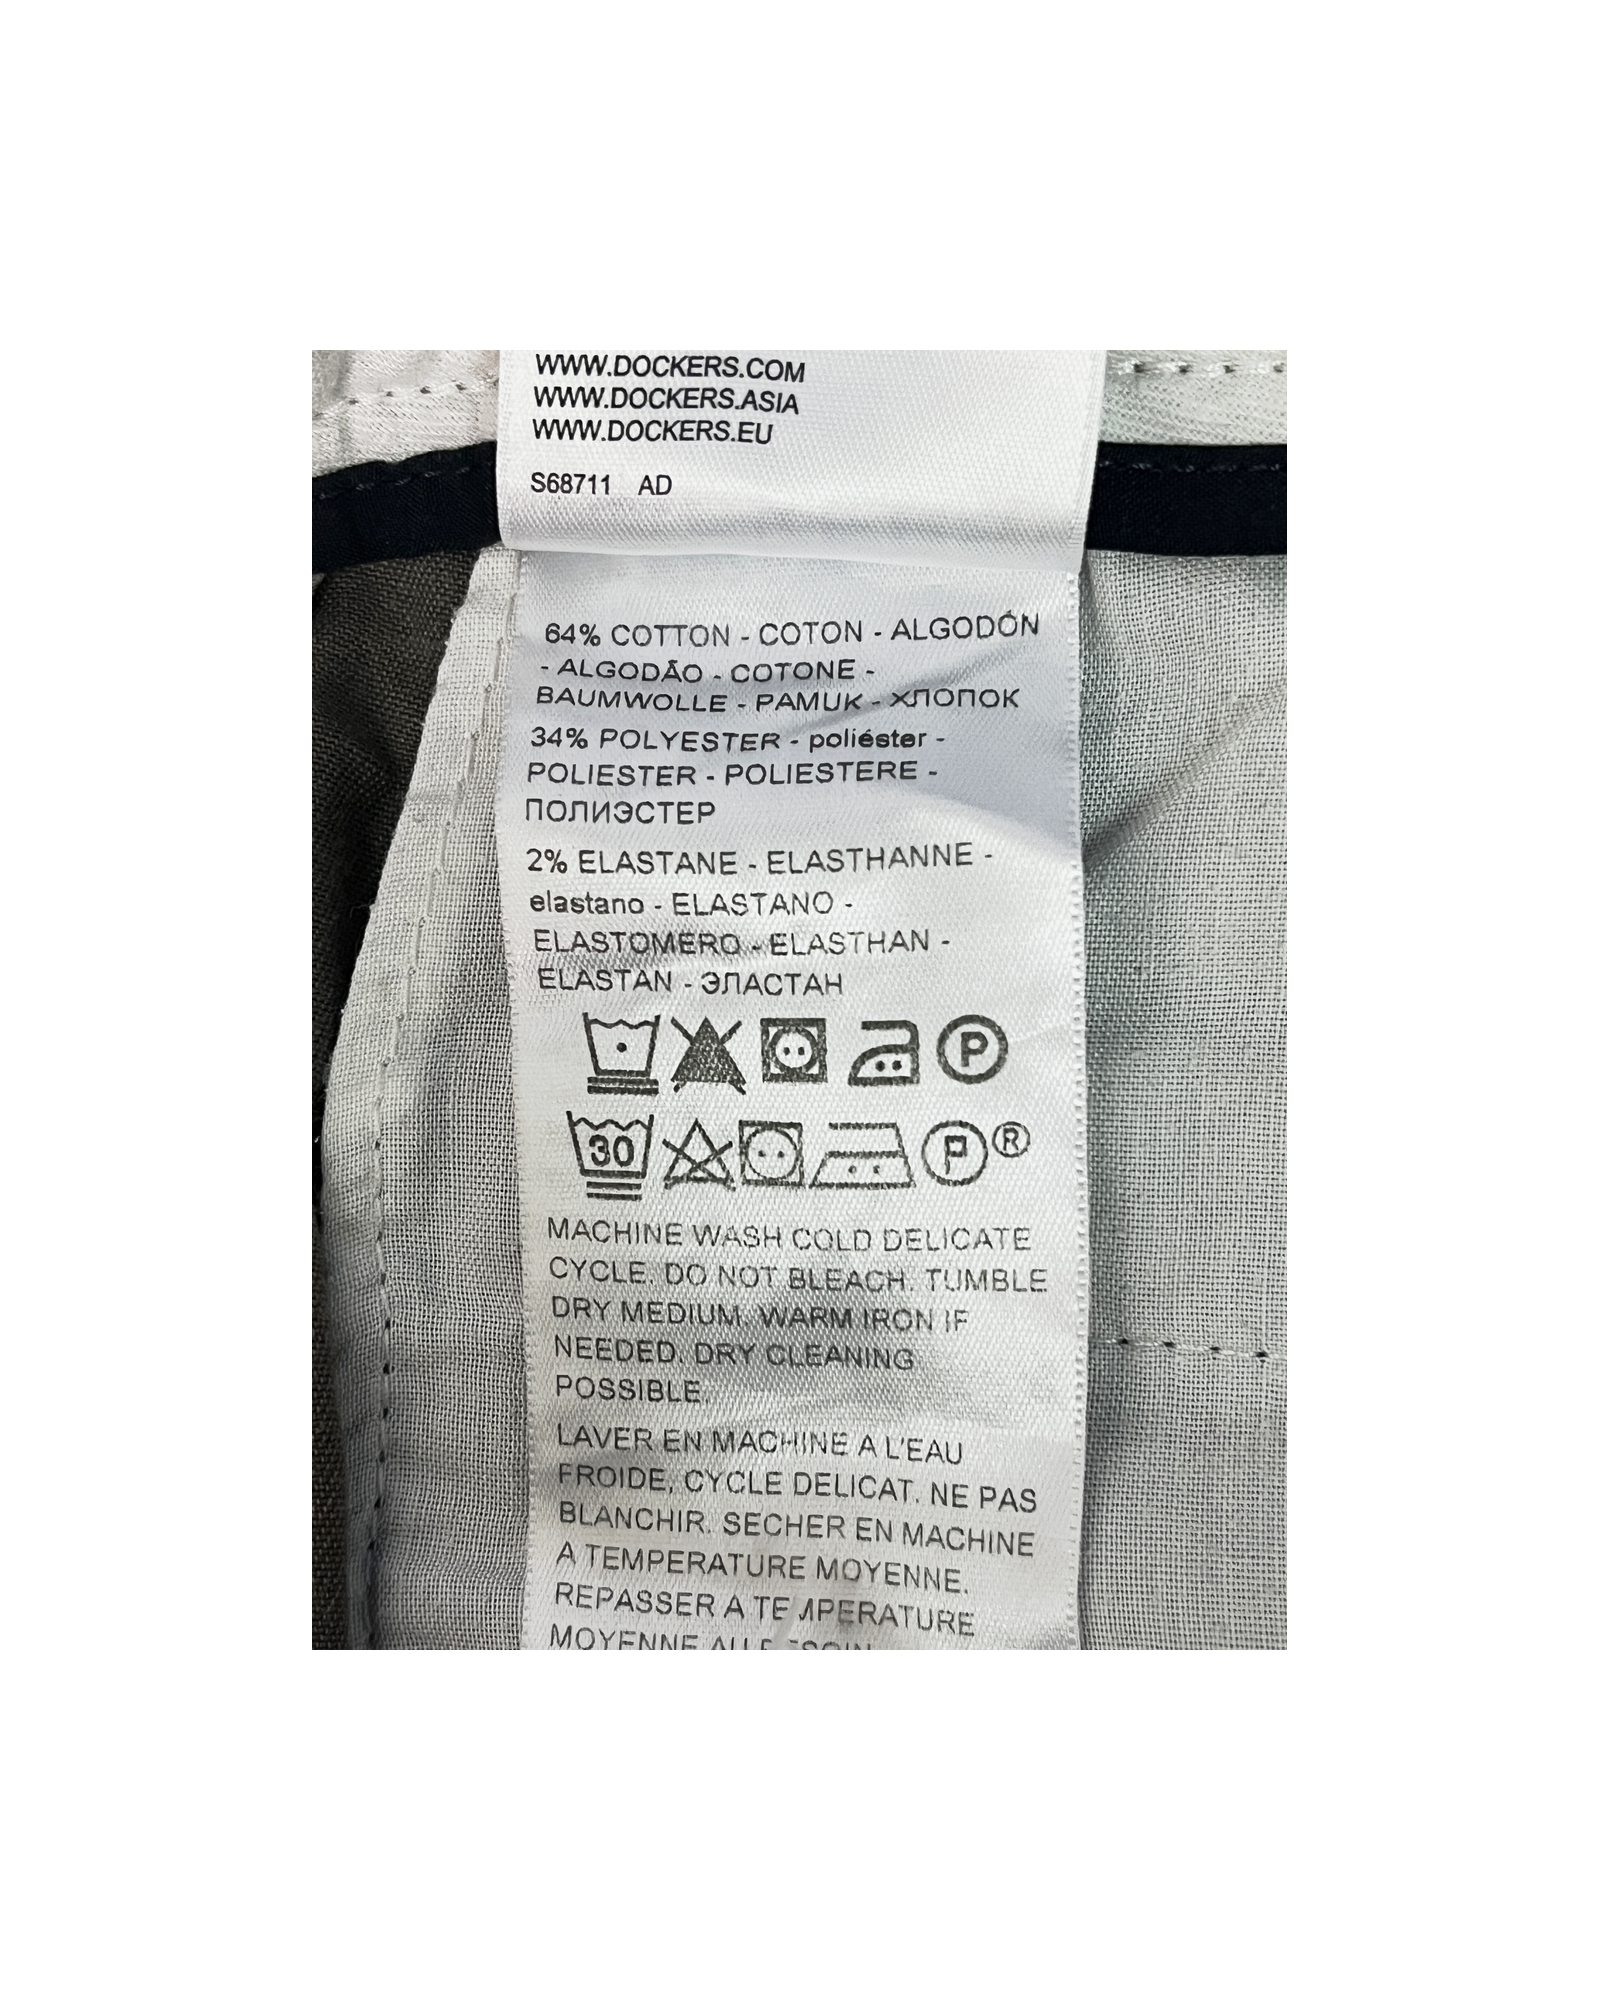 WWW.DOCKERS.COM
WWW.DOCKERS.ASIA
WWW.DOCKERS.EU
S68711 AD
64% COTTON - COTON - ALGODÓN
- ALGODÃO - COTONE -
BAUMWOLLE - PAMUK - ХЛОПОК
34% POLYESTER - poliéster -
POLIESTER - POLIESTERE -
ПОЛИЭСТЕР
2% ELASTANE - ELASTHANNE -
elastano - ELASTANO -
ELASTOMERO - ELASTHAN -
ELASTAN - ЭЛАСТАН
P
30 P ®
MACHINE WASH COLD DELICATE
CYCLE. DO NOT BLEACH. TUMBLE
DRY MEDIUM. WARM IRON IF
NEEDED. DRY CLEANING
POSSIBLE.
LAVER EN MACHINE A L'EAU
FROIDE, CYCLE DELICAT. NE PAS
BLANCHIR. SECHER EN MACHINE
A TEMPERATURE MOYENNE.
REPASSER A TEMPERATURE
MOYENNE AU BESOIN